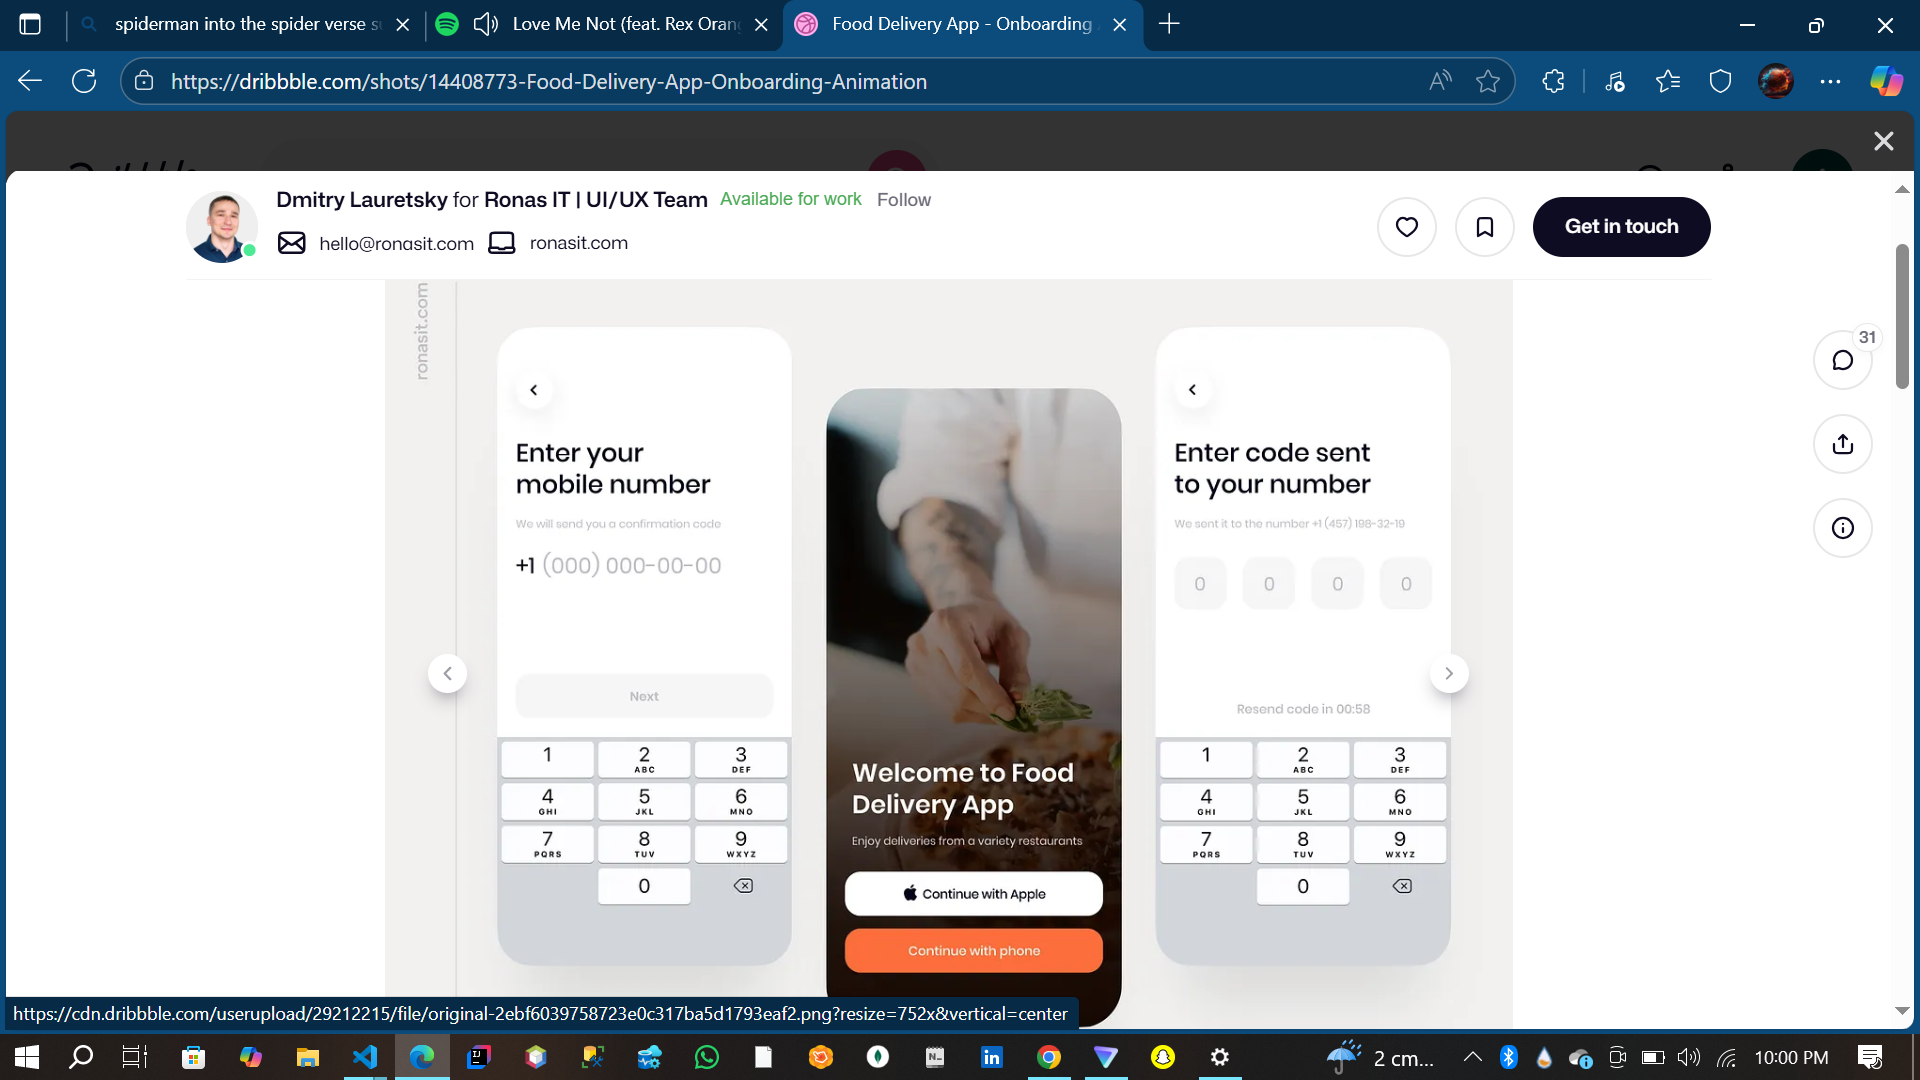 spiderman into the spider verse s
Love Me Not (feat. Rex Oran
Food Delivery App - Onboarding
https://dribbble.com/shots/14408773-Food-Delivery-App-Onboarding-Animation
Dmitry Lauretsky for Ronas IT | UI/UX Team Available for work Follow
hello@ronasit.com ronasit.com
Get in touch
31
ronasit.com
Enter your
mobile number
We will send you a confirmation code
+1 (000) 000-00-00
Next
1
2 ABC
3 DEF
4 GHI
5 JKL
6 MNO
7 PQRS
8 TUV
9 WXYZ
0
Welcome to Food
Delivery App
Enjoy deliveries from a variety restaurants
Continue with Apple
Continue with phone
Enter code sent
to your number
We sent it to the number +1 (457) 198-32-19
0 0 0 0
Resend code in 00:58
1
2 ABC
3 DEF
4 GHI
5 JKL
6 MNO
7 PQRS
8 TUV
9 WXYZ
0
https://cdn.dribbble.com/userupload/29212215/file/original-2ebf6039758723e0c317ba5d1793eaf2.png?resize=752x&vertical=center
2 cm...
10:00 PM